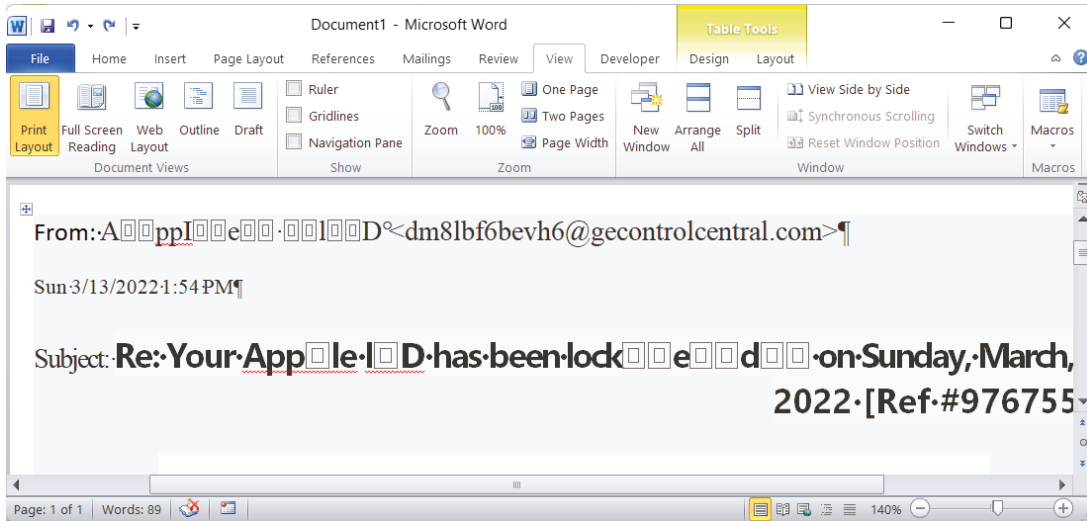 Document1 - Microsoft Word
Table Tools
File Home Insert Page Layout References Mailings Review View Developer Design Layout
Print Layout
Full Screen Reading
Web Layout
Outline
Draft
Document Views
Ruler
Gridlines
Navigation Pane
Show
Zoom
100%
One Page
Two Pages
Page Width
Zoom
New Window
Arrange All
Split
View Side by Side
Synchronous Scrolling
Reset Window Position
Window
Switch Windows
Macros
Macros
From:·A□□ppI□□e□□·□□l□□D°<dm8lbf6bevh6@gecontrolcentral.com>¶
Sun·3/13/2022·1:54·PM¶
Subject:·Re:·Your·App□le·l□D·has·been·lock□□e□□d□□·on·Sunday,·March,
2022·[Ref·#976755
Page: 1 of 1 Words: 89 140%